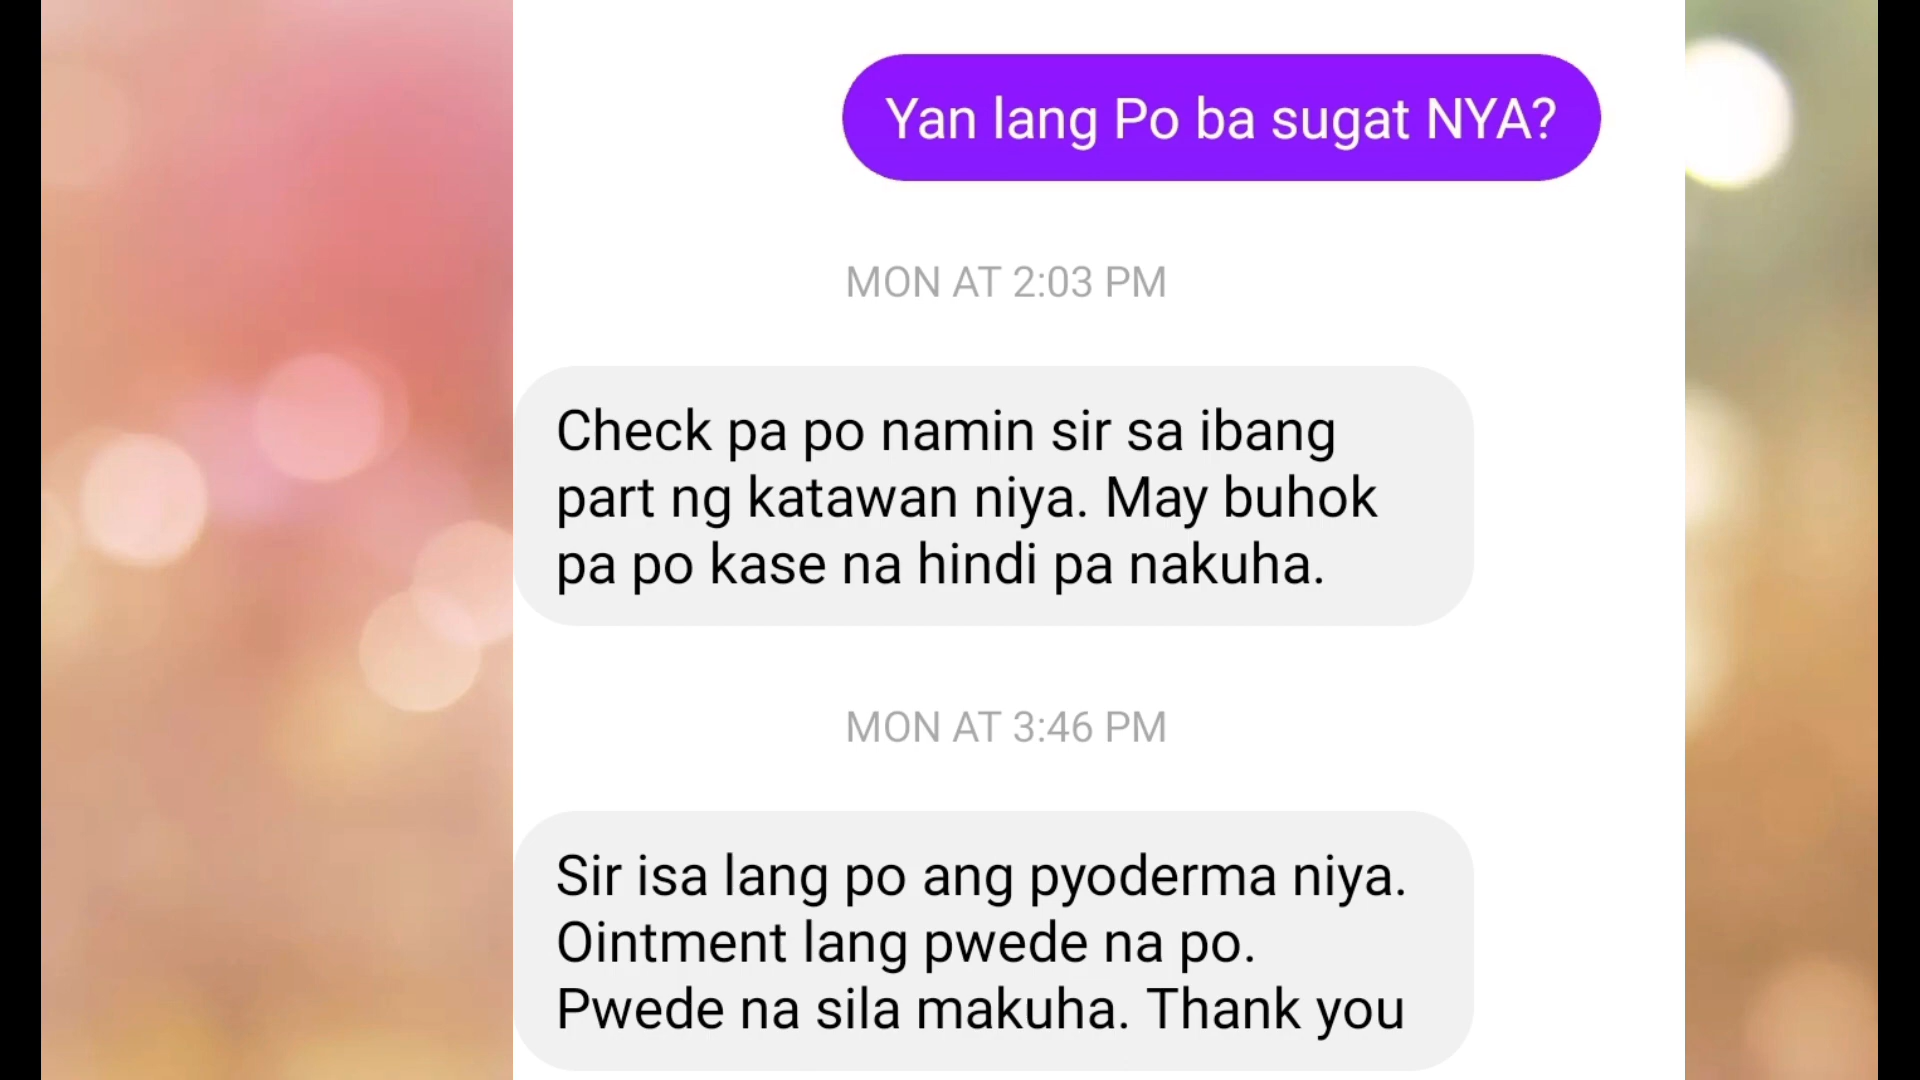 Yan lang Po ba sugat NYA?
MON AT 2:03 PM
Check pa po namin sir sa ibang
part ng katawan niya. May buhok
pa po kase na hindi pa nakuha.
MON AT 3:46 PM
Sir isa lang po ang pyoderma niya.
Ointment lang pwede na po.
Pwede na sila makuha. Thank you